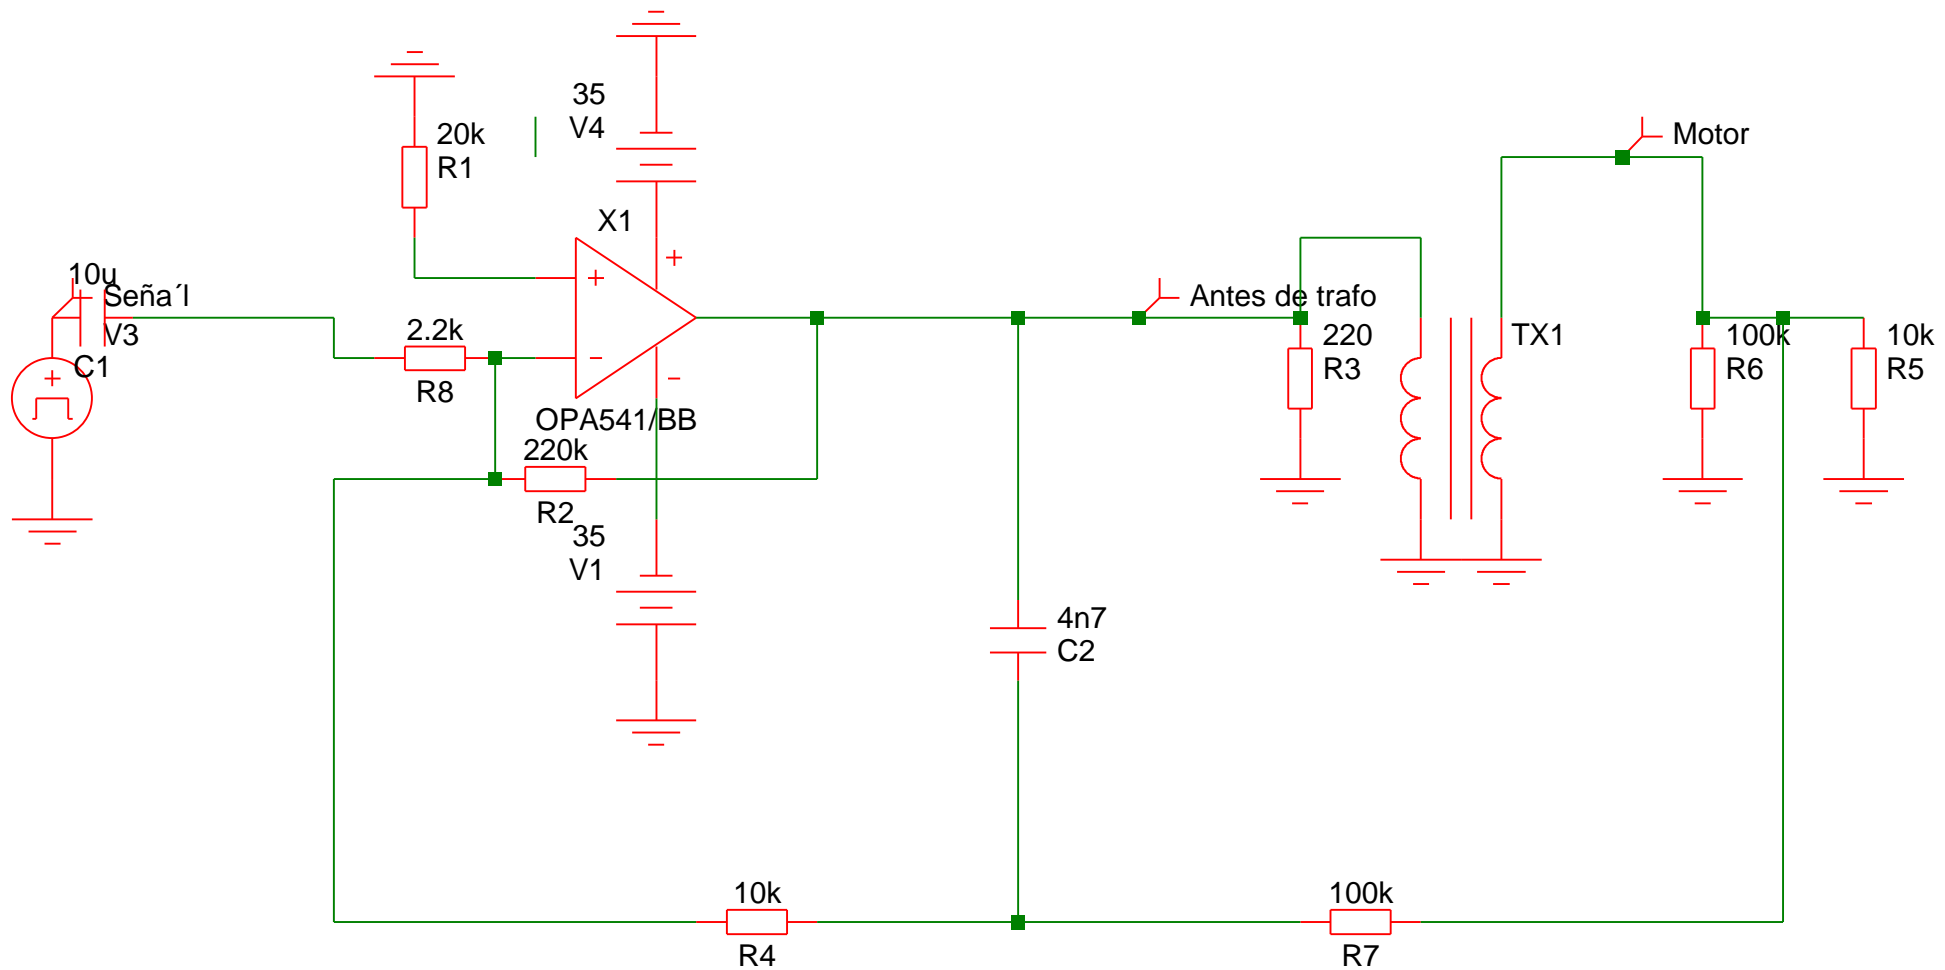 35
V4
20k
R1
Motor
X1
+
+
10u
Seña´l
V3
C1
+
2.2k
R8
−
−
OPA541/BB
220k
R2
35
V1
Antes de trafo
220
R3
TX1
100k
R6
10k
R5
4n7
C2
10k
R4
100k
R7